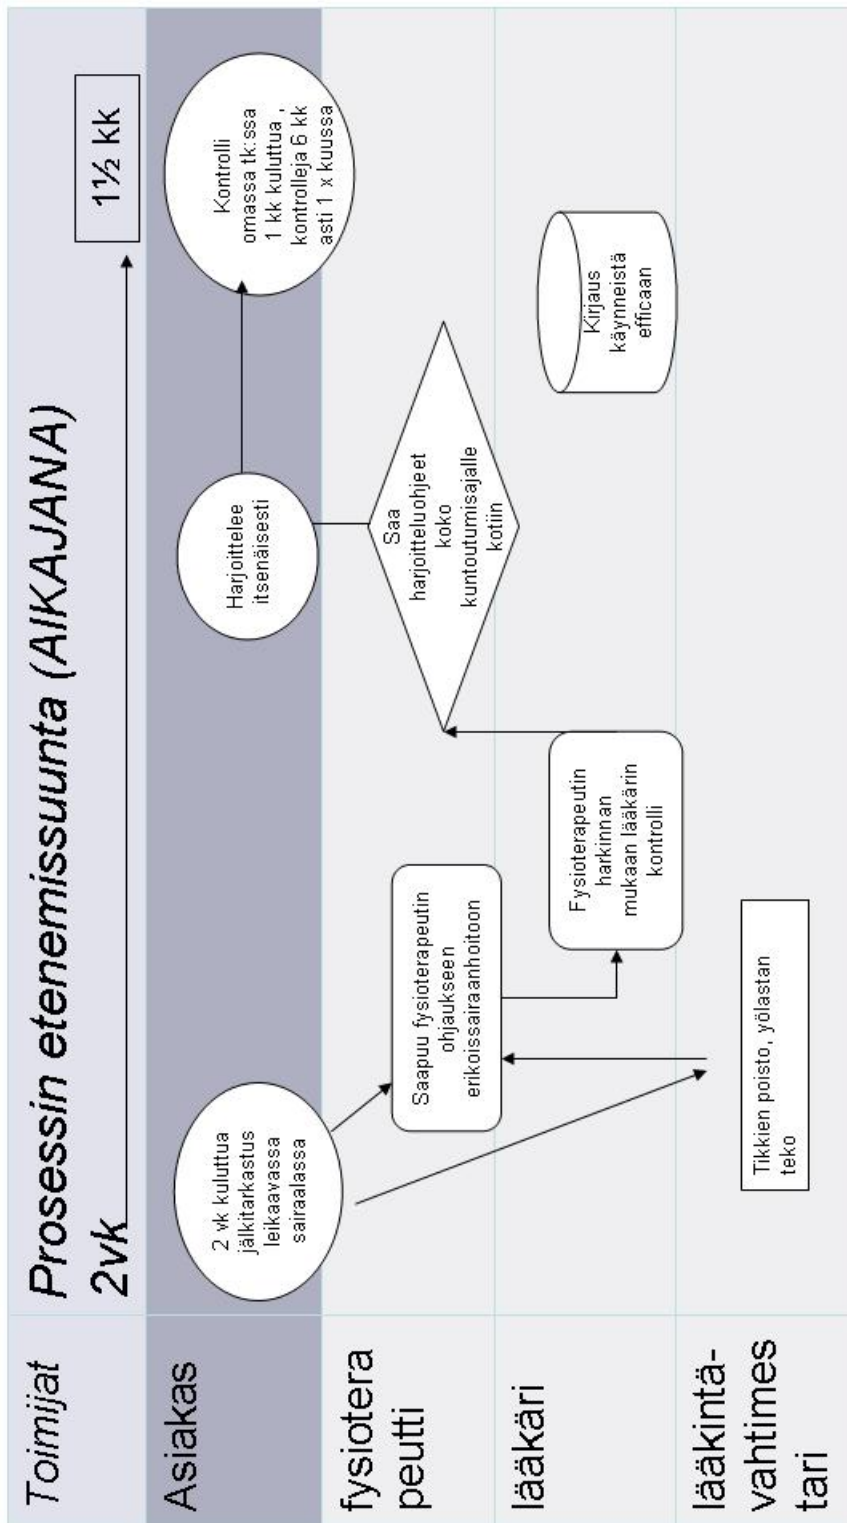 Toimijat
Prosessin etenemissuunta (AIKAJANA)
2vk
1½ kk
Asiakas
2 vk kuluttua
jälkitarkastus
leikaavassa
sairaalassa
Harjoittelee
itsenäisesti
Kontrolli
omassa tk:ssa
1 kk kuluttua ,
kontrolleja 6 kk
asti 1 x kuussa
fysiotera
peutti
Saapuu fysioterapeutin
ohjaukseen
erikoissairaanhoitoon
Saa
harjoitteluohjeet
koko
kuntoutumisajalle
kotiin
lääkäri
Fysioterapeutin
harkinnan
mukaan lääkärin
kontrolli
Kirjaus
käynneistä
efficaan
lääkintä-
vahtimes
tari
Tikkien poisto, yölastan
teko